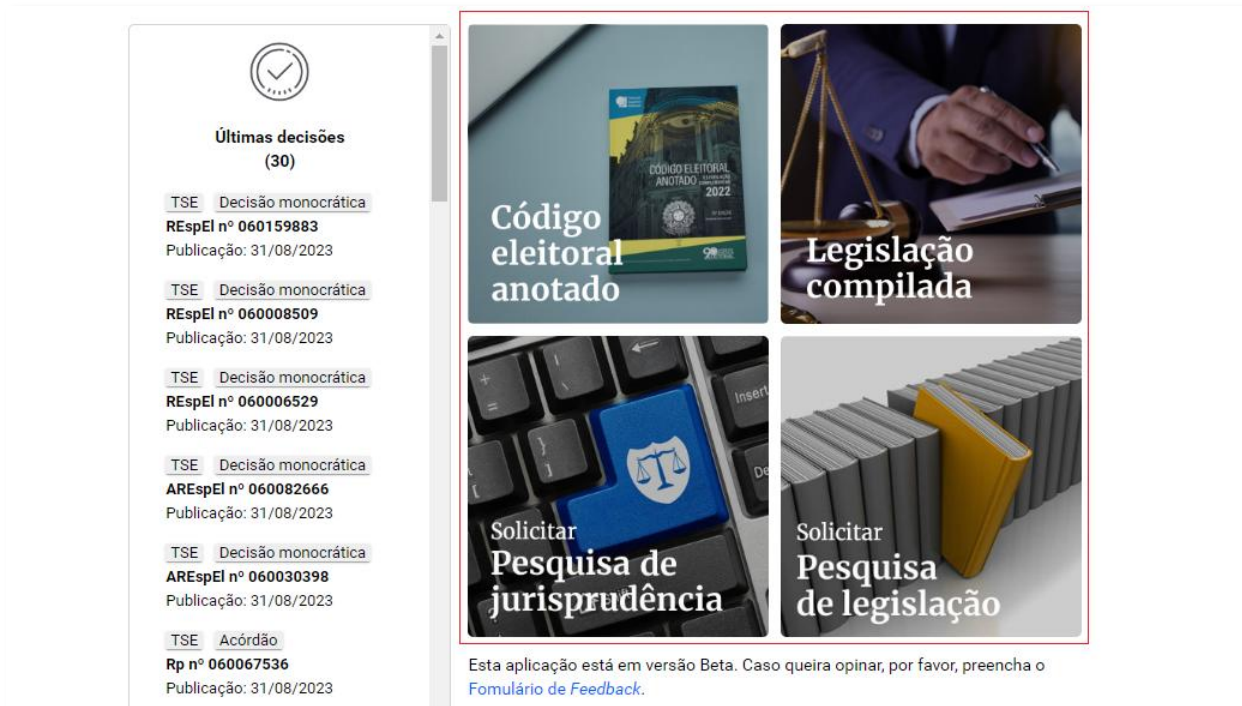 Últimas decisões
(30)
TSE Decisão monocrática
REspEl nº 060159883
Publicação: 31/08/2023
TSE Decisão monocrática
REspEl nº 060008509
Publicação: 31/08/2023
TSE Decisão monocrática
REspEl nº 060006529
Publicação: 31/08/2023
TSE Decisão monocrática
AREspEl nº 060082666
Publicação: 31/08/2023
TSE Decisão monocrática
AREspEl nº 060030398
Publicação: 31/08/2023
TSE Acórdão
Rp nº 060067536
Publicação: 31/08/2023
CÓDIGO ELEITORAL
ANOTADO
2022
Código
eleitoral
anotado
Legislação
compilada
Insert
Solicitar
Pesquisa de
jurisprudência
Solicitar
Pesquisa
de legislação
Esta aplicação está em versão Beta. Caso queira opinar, por favor, preencha o
Fomulário de Feedback.